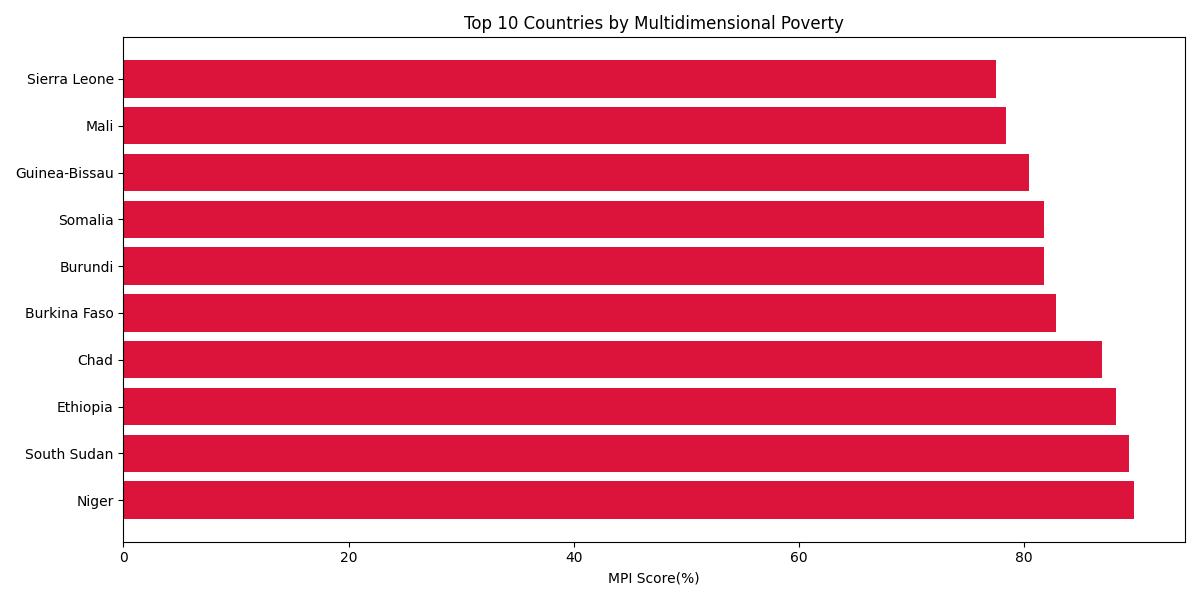 Top 10 Countries by Multidimensional Poverty
Sierra Leone
Mali
Guinea-Bissau
Somalia
Burundi
Burkina Faso
Chad
Ethiopia
South Sudan
Niger
0 20 40 60 80
MPI Score(%)